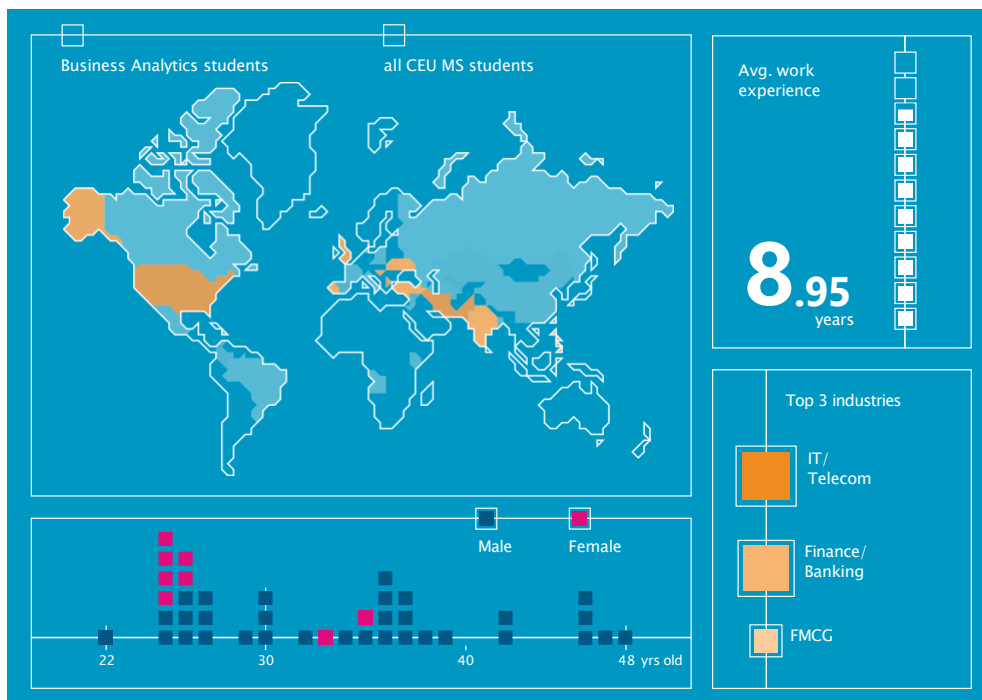 Business Analytics students
all CEU MS students
Avg. work
experience
8.95
years
Top 3 industries
IT/
Telecom
Finance/
Banking
FMCG
Male
Female
22
30
40
48 yrs old